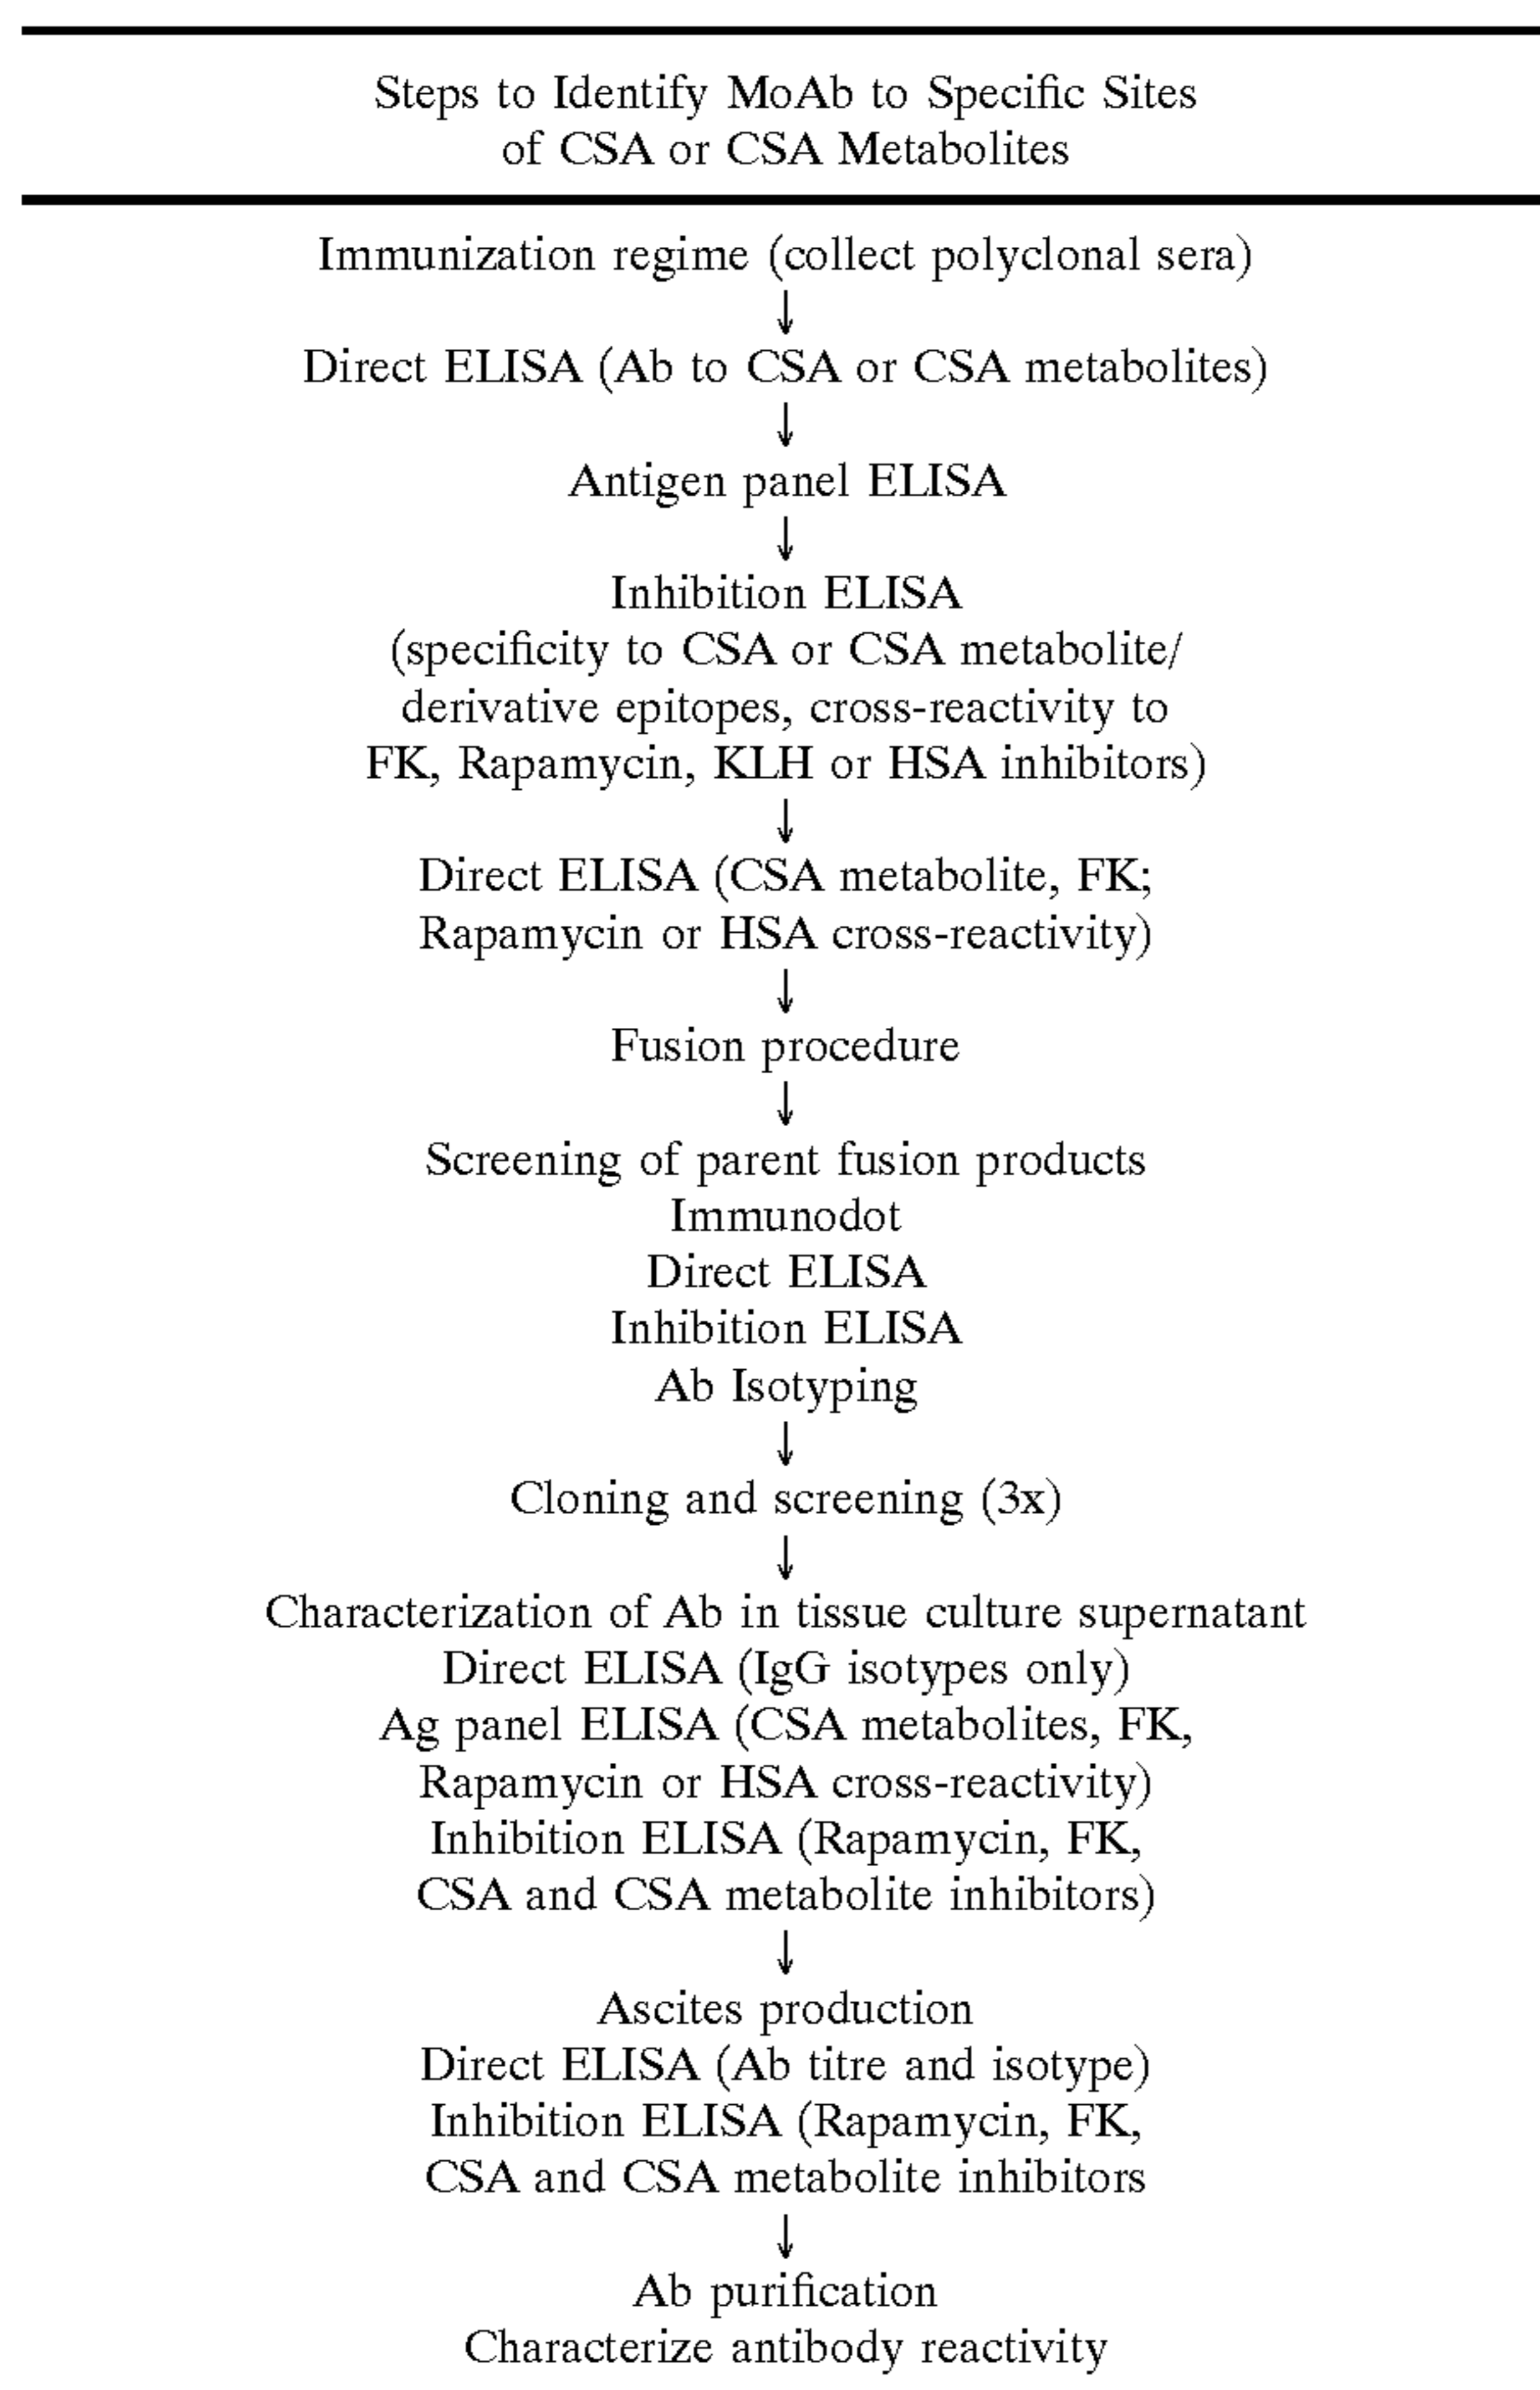 Steps to Identify MoAb to Specific Sites
of CSA or CSA Metabolites
Immunization regime (collect polyclonal sera)
↓
Direct ELISA (Ab to CSA or CSA metabolites)
↓
Antigen panel ELISA
↓
Inhibition ELISA
(specificity to CSA or CSA metabolite/
derivative epitopes, cross-reactivity to
FK, Rapamycin, KLH or HSA inhibitors)
↓
Direct ELISA (CSA metabolite, FK;
Rapamycin or HSA cross-reactivity)
↓
Fusion procedure
↓
Screening of parent fusion products
Immunodot
Direct ELISA
Inhibition ELISA
Ab Isotyping
↓
Cloning and screening (3x)
↓
Characterization of Ab in tissue culture supernatant
Direct ELISA (IgG isotypes only)
Ag panel ELISA (CSA metabolites, FK,
Rapamycin or HSA cross-reactivity)
Inhibition ELISA (Rapamycin, FK,
CSA and CSA metabolite inhibitors)
↓
Ascites production
Direct ELISA (Ab titre and isotype)
Inhibition ELISA (Rapamycin, FK,
CSA and CSA metabolite inhibitors
↓
Ab purification
Characterize antibody reactivity